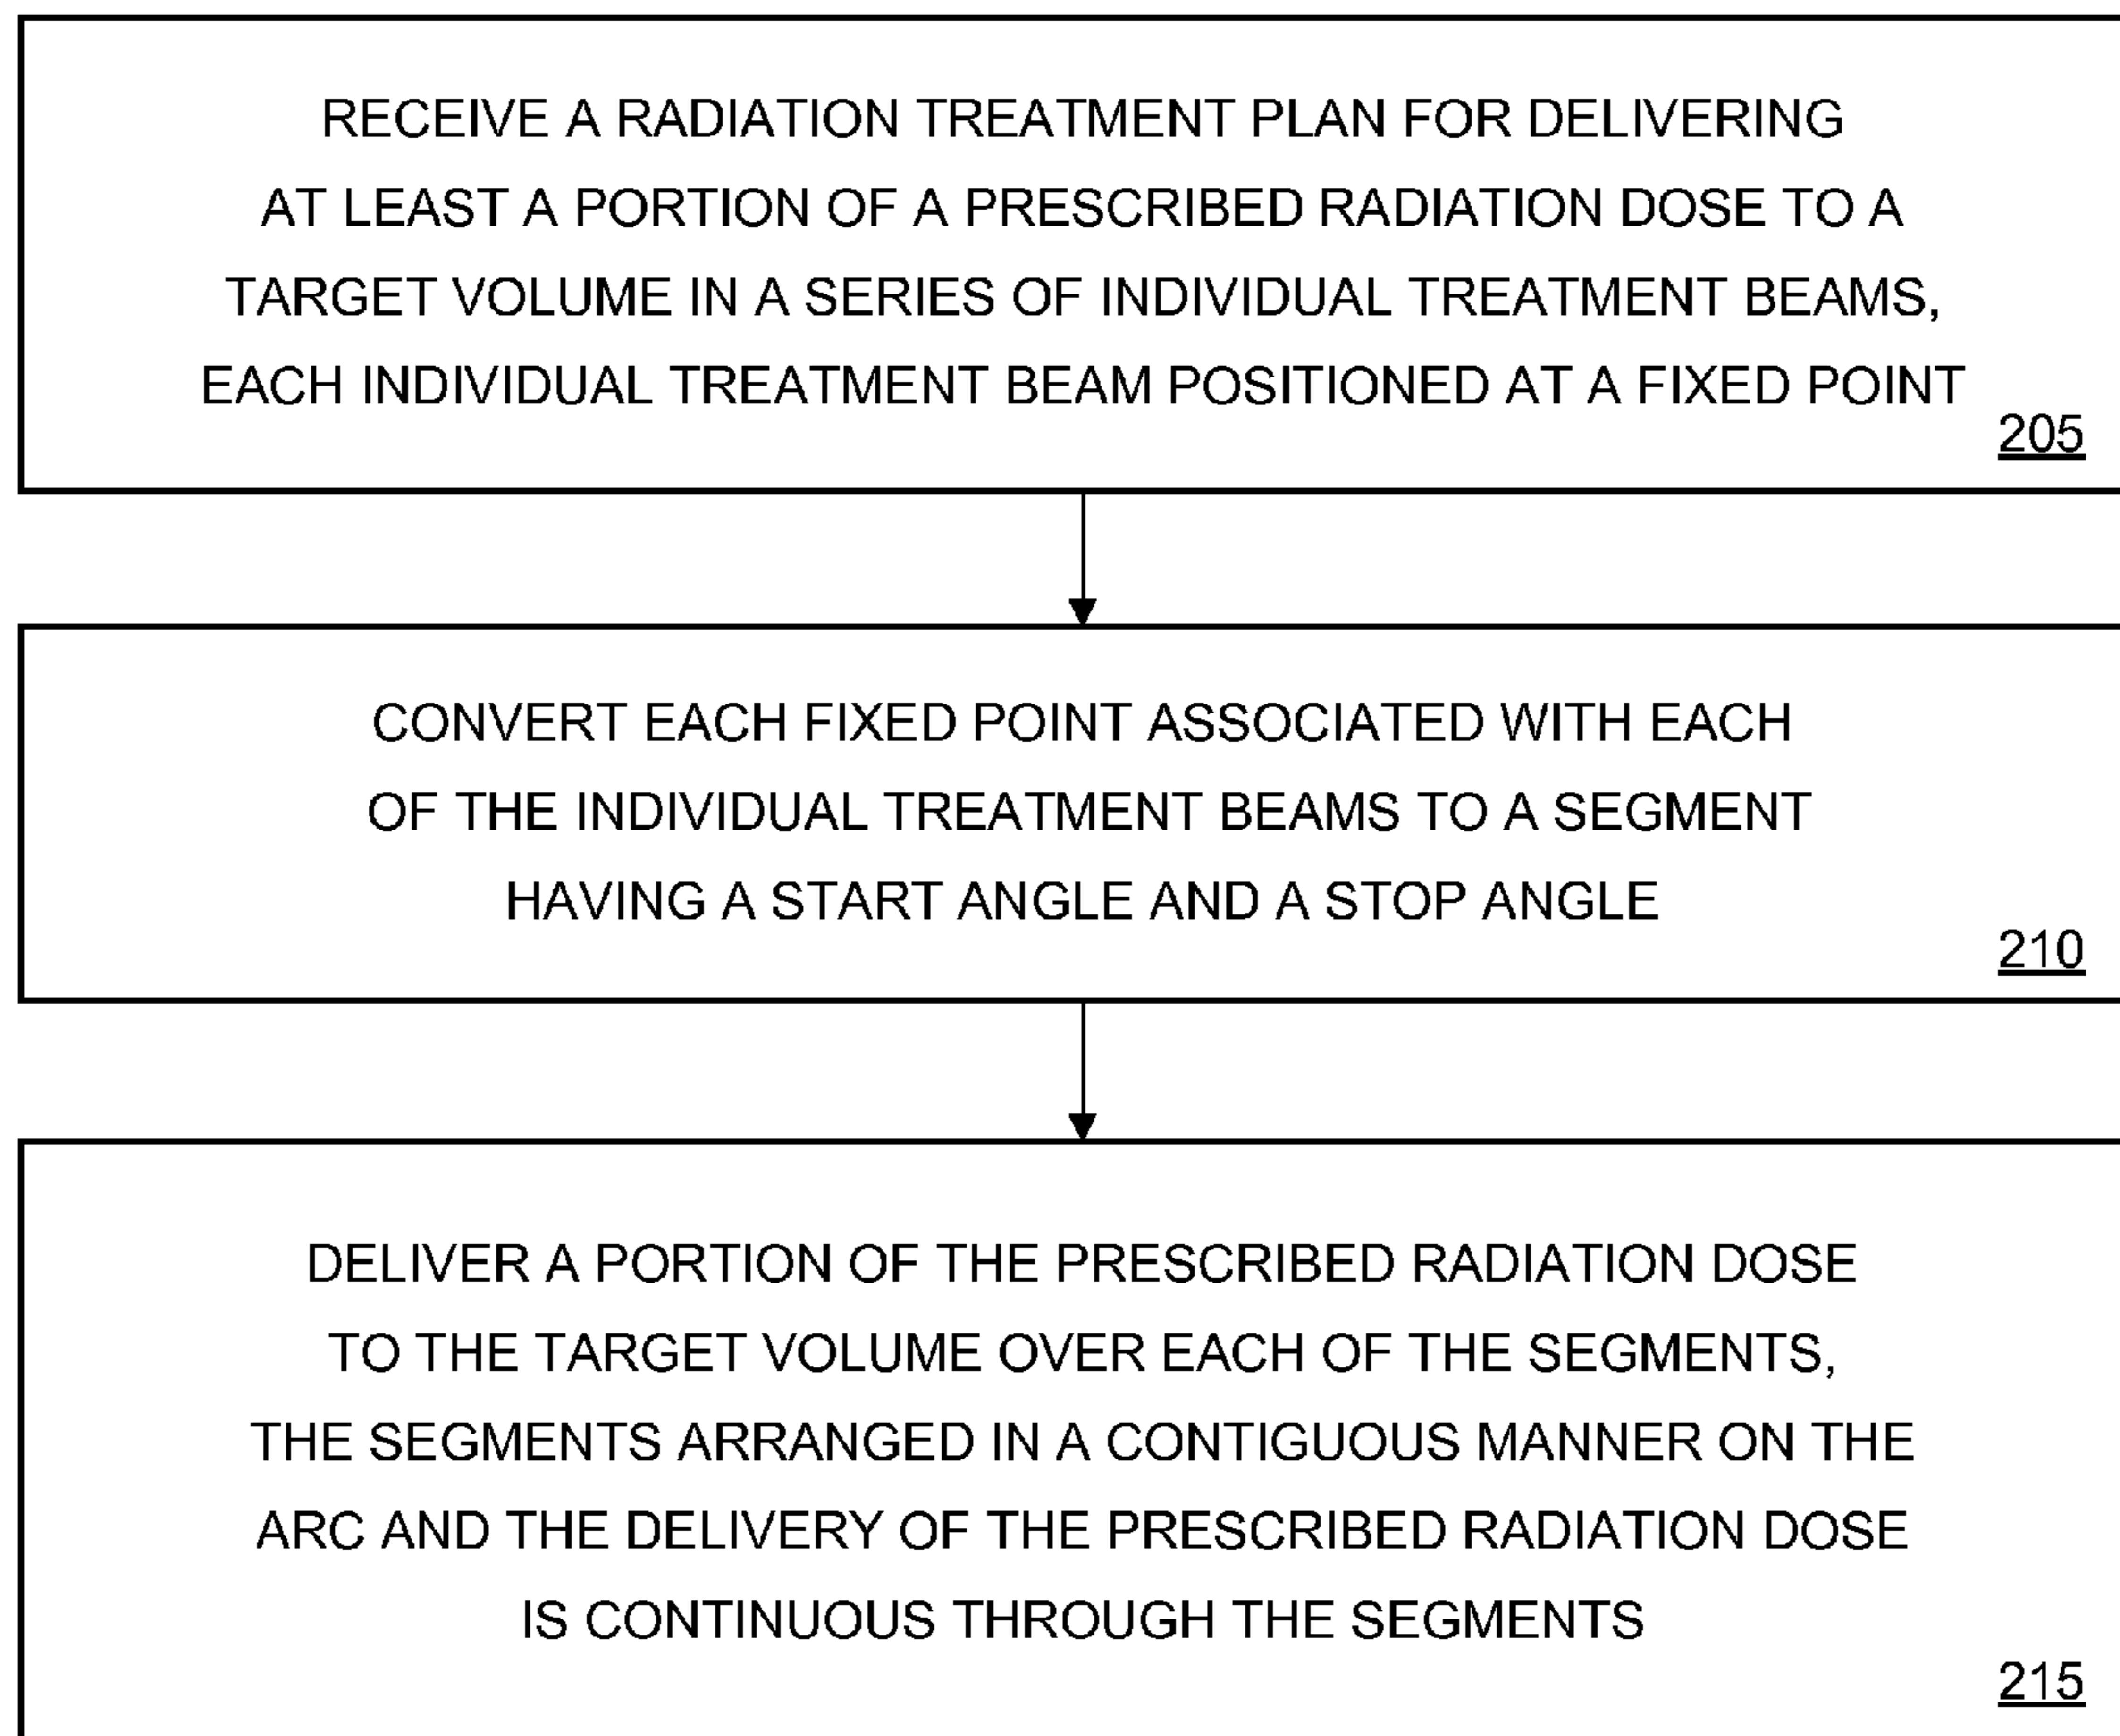 RECEIVE A RADIATION TREATMENT PLAN FOR DELIVERING
AT LEAST A PORTION OF A PRESCRIBED RADIATION DOSE TO A
TARGET VOLUME IN A SERIES OF INDIVIDUAL TREATMENT BEAMS,
EACH INDIVIDUAL TREATMENT BEAM POSITIONED AT A FIXED POINT
205
CONVERT EACH FIXED POINT ASSOCIATED WITH EACH
OF THE INDIVIDUAL TREATMENT BEAMS TO A SEGMENT
HAVING A START ANGLE AND A STOP ANGLE
210
DELIVER A PORTION OF THE PRESCRIBED RADIATION DOSE
TO THE TARGET VOLUME OVER EACH OF THE SEGMENTS,
THE SEGMENTS ARRANGED IN A CONTIGUOUS MANNER ON THE
ARC AND THE DELIVERY OF THE PRESCRIBED RADIATION DOSE
IS CONTINUOUS THROUGH THE SEGMENTS
215